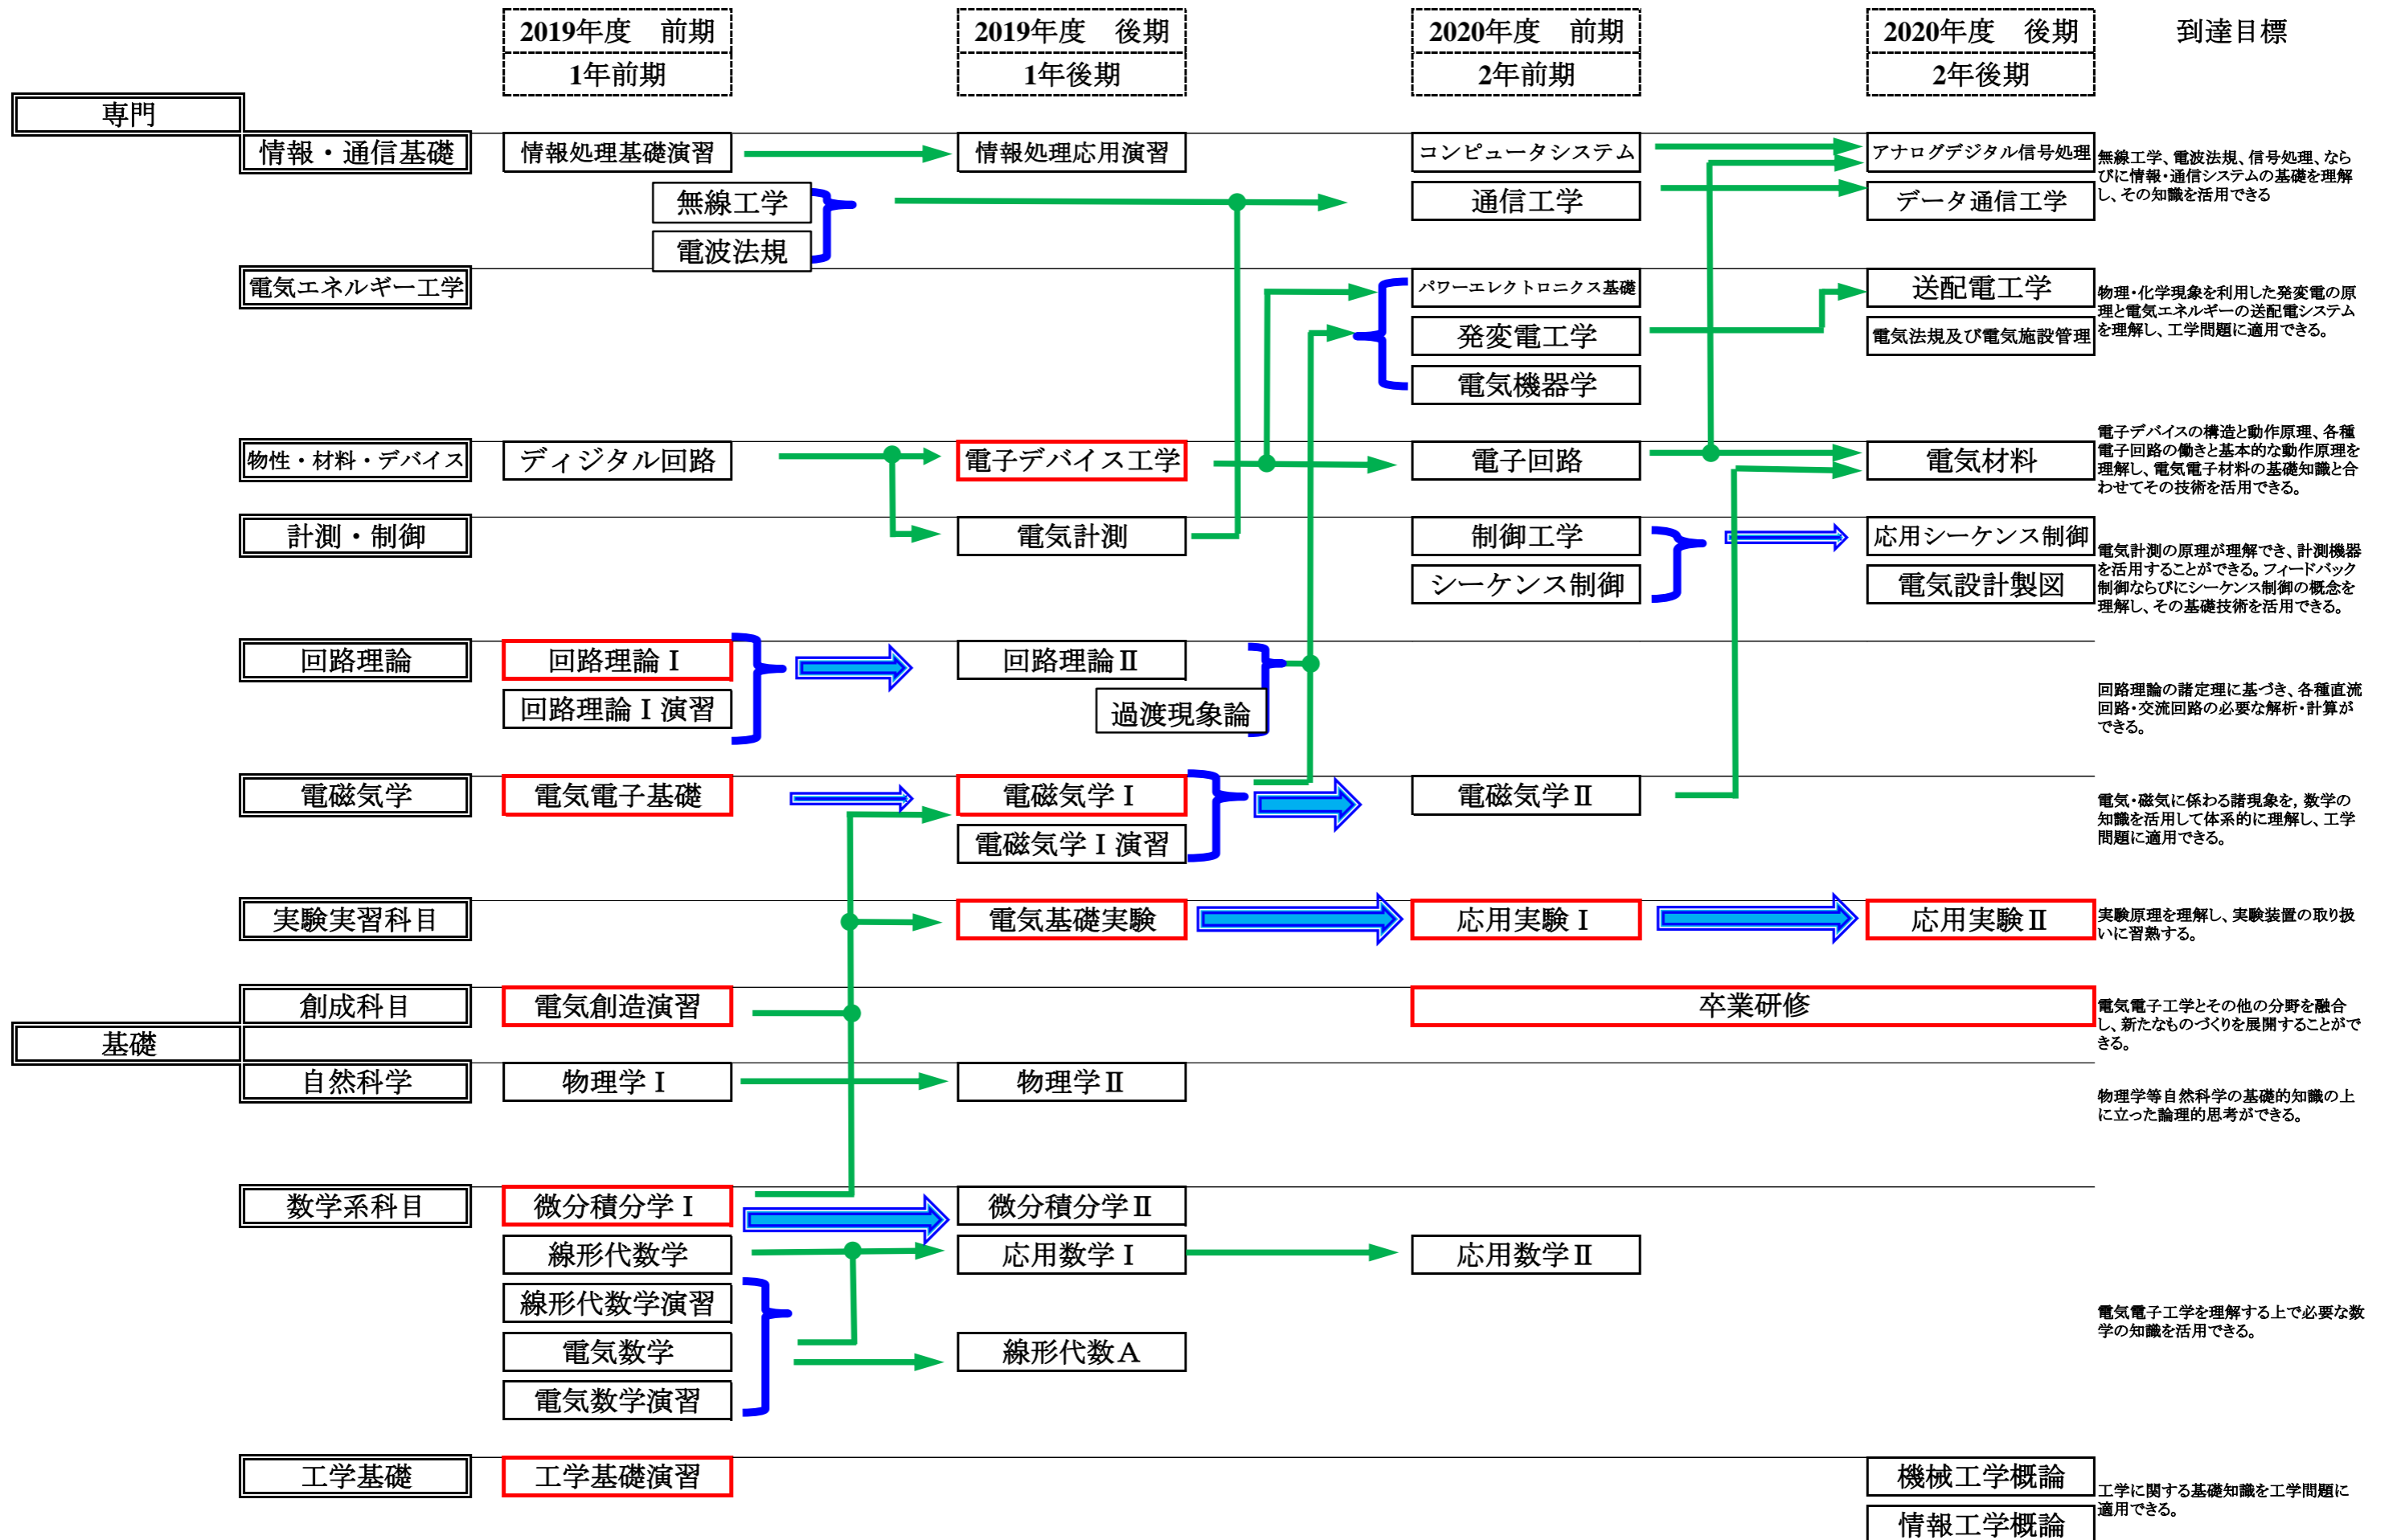 2019年度 前期
2019年度 後期
2020年度 前期
2020年度 後期
到達目標
1年前期
1年後期
2年前期
2年後期
専門
情報・通信基礎
情報処理基礎演習
情報処理応用演習
コンピュータシステム
アナログデジタル信号処理
無線工学、電波法規、信号処理、なら
びに情報・通信システムの基礎を理解
し、その知識を活用できる
無線工学
通信工学
データ通信工学
電波法規
電気エネルギー工学
パワーエレクトロニクス基礎
送配電工学
物理・化学現象を利用した発変電の原
理と電気エネルギーの送配電システム
を理解し、工学問題に適用できる。
発変電工学
電気法規及び電気施設管理
電気機器学
物性・材料・デバイス
ディジタル回路
電子デバイス工学
電子回路
電気材料
電子デバイスの構造と動作原理、各種
電子回路の働きと基本的な動作原理を
理解し、電気電子材料の基礎知識と合
わせてその技術を活用できる。
計測・制御
電気計測
制御工学
応用シーケンス制御
電気計測の原理が理解でき、計測機器
を活用することができる。フィードバック
制御ならびにシーケンス制御の概念を
理解し、その基礎技術を活用できる。
シーケンス制御
電気設計製図
回路理論
回路理論Ⅰ
回路理論Ⅱ
回路理論Ⅰ演習
過渡現象論
回路理論の諸定理に基づき、各種直流
回路・交流回路の必要な解析・計算が
できる。
電磁気学
電気電子基礎
電磁気学Ⅰ
電磁気学Ⅱ
電気・磁気に係わる諸現象を，数学の
知識を活用して体系的に理解し、工学
問題に適用できる。
電磁気学Ⅰ演習
実験実習科目
電気基礎実験
応用実験Ⅰ
応用実験Ⅱ
実験原理を理解し、実験装置の取り扱
いに習熟する。
創成科目
電気創造演習
卒業研修
電気電子工学とその他の分野を融合
し、新たなものづくりを展開することがで
きる。
基礎
自然科学
物理学Ⅰ
物理学Ⅱ
物理学等自然科学の基礎的知識の上
に立った論理的思考ができる。
数学系科目
微分積分学Ⅰ
微分積分学Ⅱ
線形代数学
応用数学Ⅰ
応用数学Ⅱ
線形代数学演習
電気電子工学を理解する上で必要な数
学の知識を活用できる。
電気数学
線形代数A
電気数学演習
工学基礎
工学基礎演習
機械工学概論
工学に関する基礎知識を工学問題に
適用できる。
情報工学概論